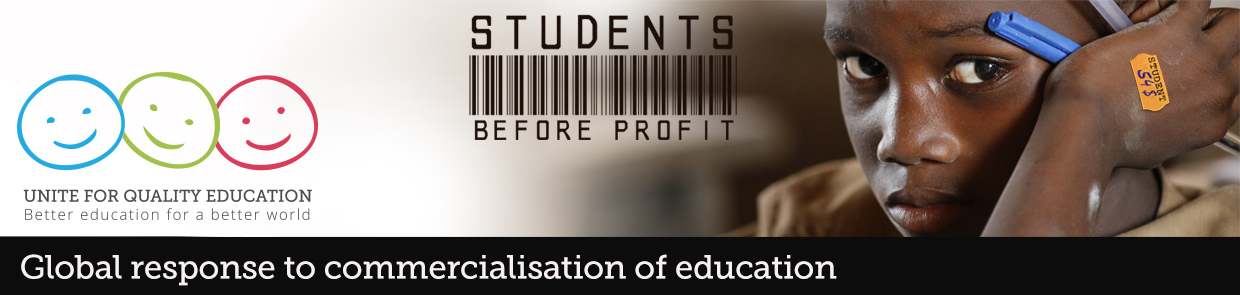 STUDENTS
BEFORE PROFIT
STUDENT
54$
UNITE FOR QUALITY EDUCATION
Better education for a better world
Global response to commercialisation of education